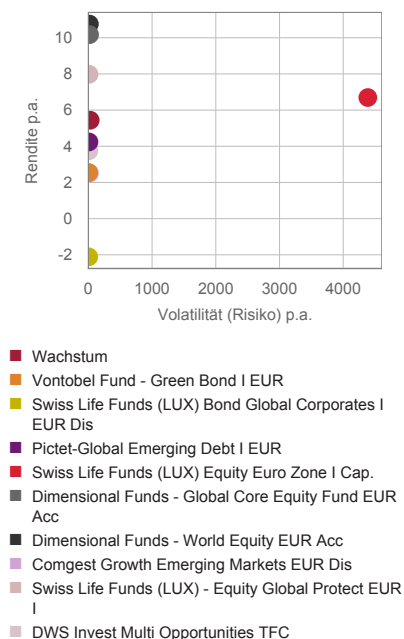 10
8
6
4
2
0
-2
Rendite p.a.
0 1000 2000 3000 4000
Volatilität (Risiko) p.a.
Wachstum
Vontobel Fund - Green Bond I EUR
Swiss Life Funds (LUX) Bond Global Corporates I
EUR Dis
Pictet-Global Emerging Debt I EUR
Swiss Life Funds (LUX) Equity Euro Zone I Cap.
Dimensional Funds - Global Core Equity Fund EUR
Acc
Dimensional Funds - World Equity EUR Acc
Comgest Growth Emerging Markets EUR Dis
Swiss Life Funds (LUX) - Equity Global Protect EUR
I
DWS Invest Multi Opportunities TFC